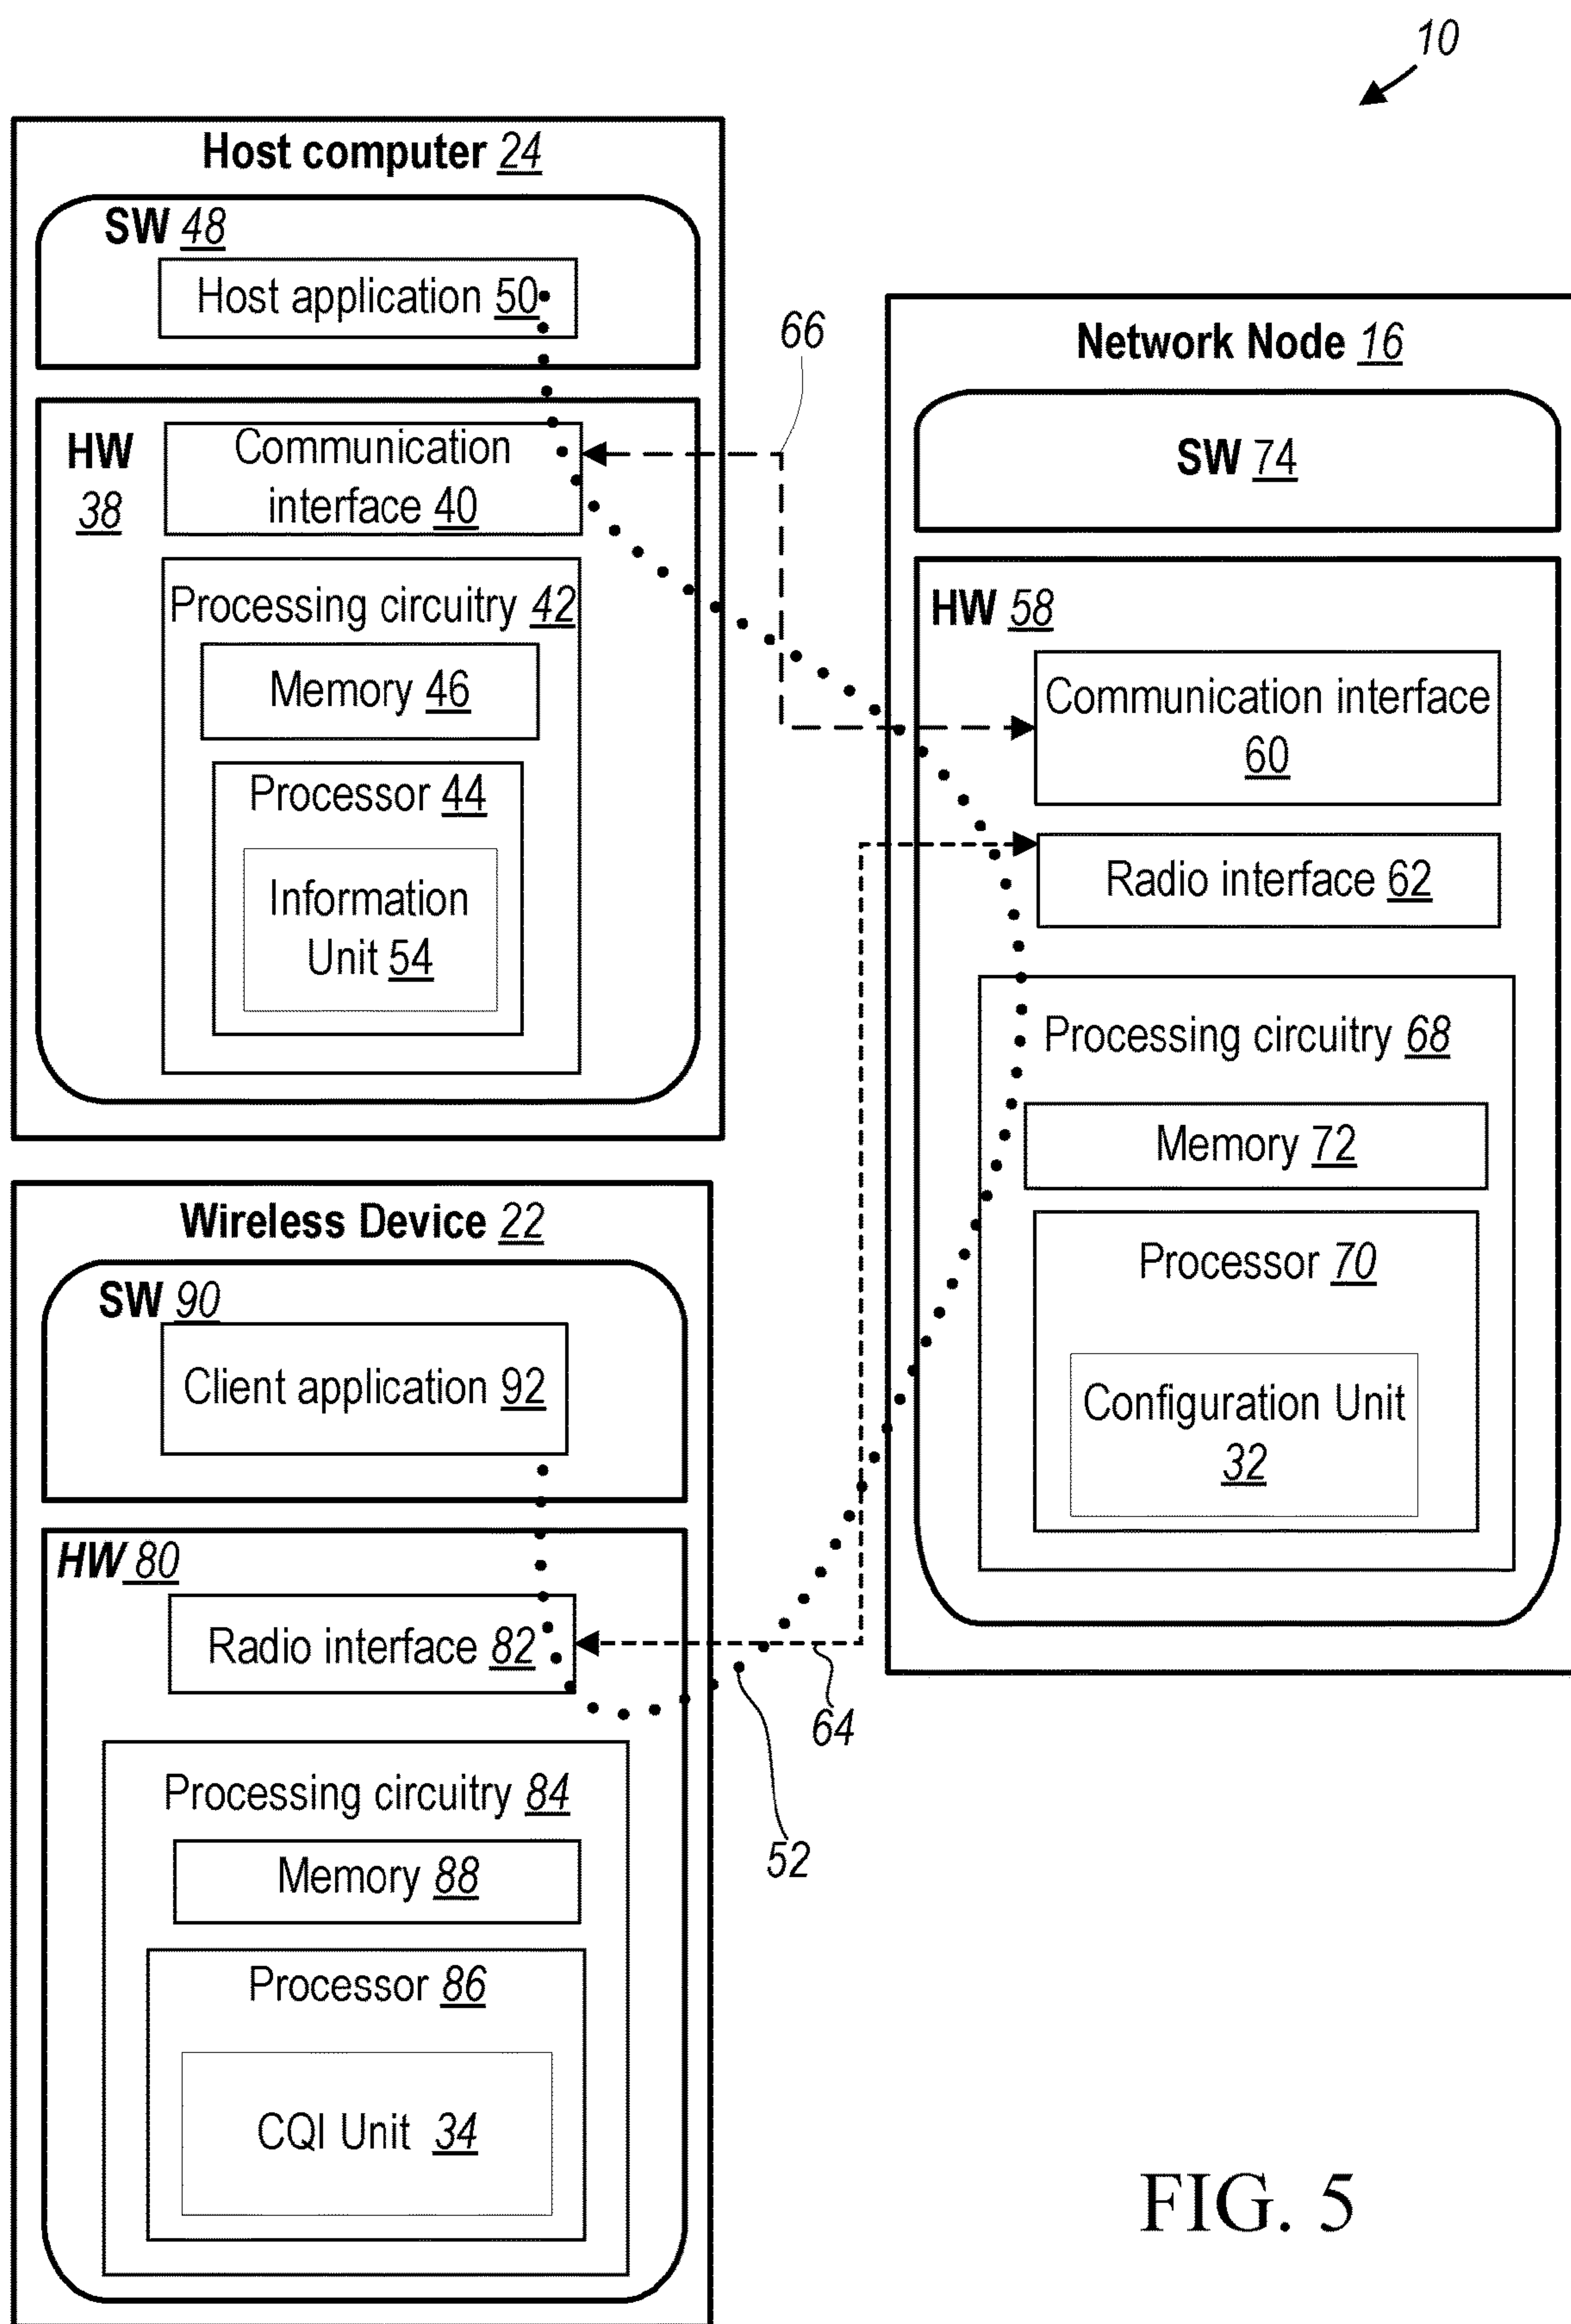 10
Host computer 24
SW 48
Host application 50
HW
38
Communication
interface 40
Processing circuitry 42
Memory 46
Processor 44
Information
Unit 54
66
Network Node 16
SW 74
HW 58
Communication interface
60
Radio interface 62
Processing circuitry 68
Memory 72
Processor 70
Configuration Unit
32
Wireless Device 22
SW 90
Client application 92
HW 80
Radio interface 82
64
52
Processing circuitry 84
Memory 88
Processor 86
CQI Unit 34
FIG. 5